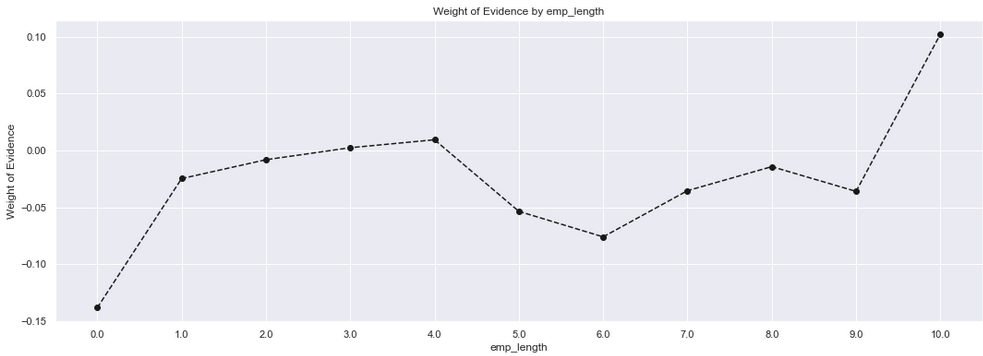 Weight of Evidence by emp_length
Weight of Evidence
0.10
0.05
0.00
−0.05
−0.10
−0.15
0.0 1.0 2.0 3.0 4.0 5.0 6.0 7.0 8.0 9.0 10.0
emp_length